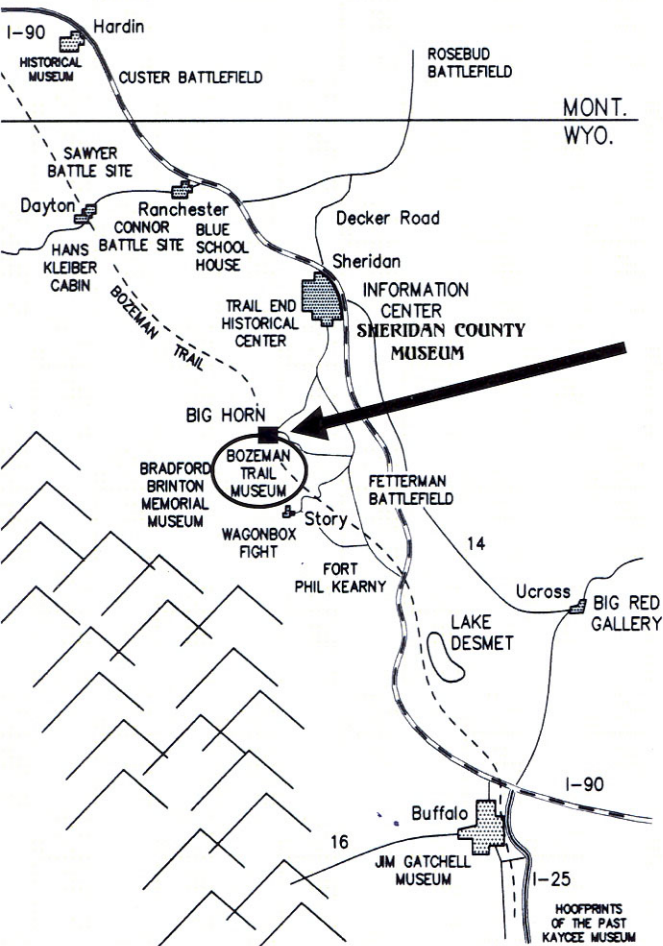 I-90
Hardin
HISTORICAL
MUSEUM
CUSTER BATTLEFIELD
ROSEBUD
BATTLEFIELD
MONT.
WYO.
SAWYER
BATTLE SITE
Dayton
Ranchester
CONNOR
BATTLE SITE
BLUE
SCHOOL
HOUSE
HANS
KLEIBER
CABIN
Decker Road
Sheridan
INFORMATION
CENTER
BOZEMAN TRAIL
TRAIL END
HISTORICAL
CENTER
SHERIDAN COUNTY
MUSEUM
BIG HORN
BOZEMAN
TRAIL
MUSEUM
BRADFORD
BRINTON
MEMORIAL
MUSEUM
FETTERMAN
BATTLEFIELD
Story
WAGONBOX
FIGHT
14
FORT
PHIL KEARNY
Ucross
BIG RED
GALLERY
LAKE
DESMET
I-90
Buffalo
16
JIM GATCHELL
MUSEUM
I-25
HOOFPRINTS
OF THE PAST
KAYCEE MUSEUM